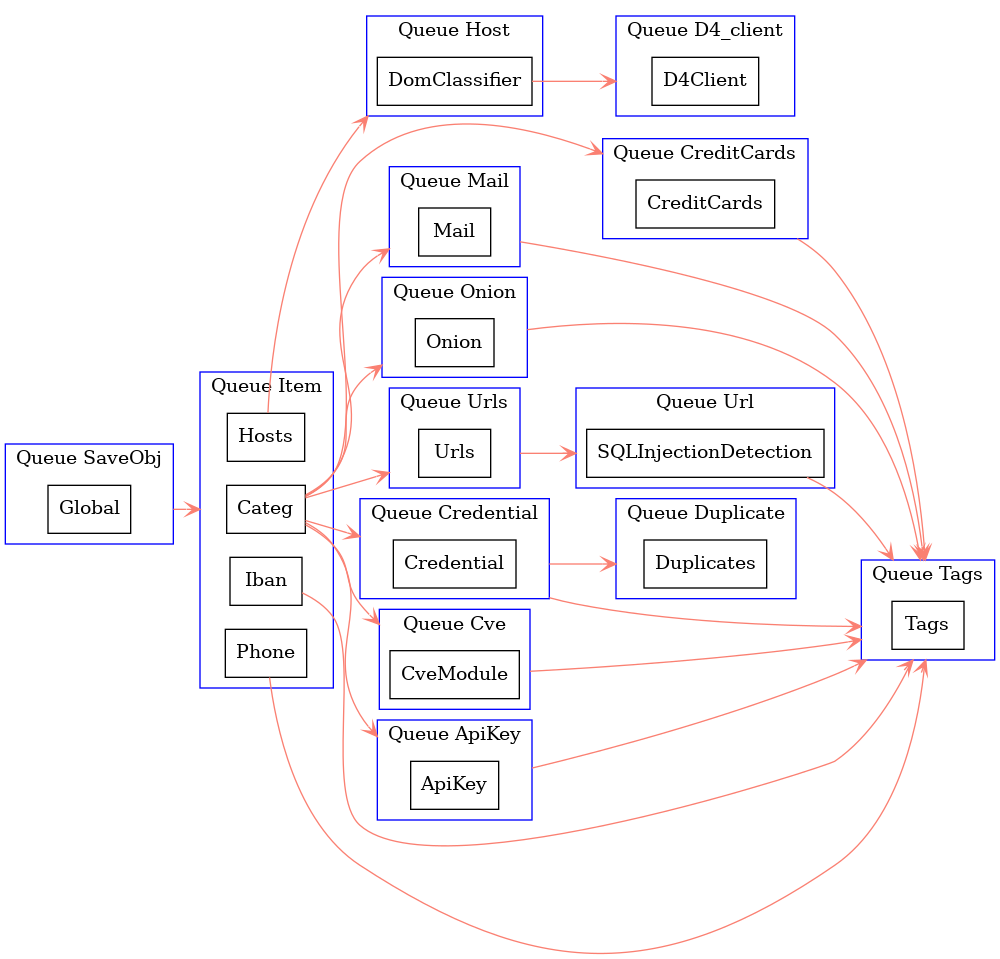 Queue SaveObj
Global
Queue Item
Hosts
Categ
Iban
Phone
Queue Host
DomClassifier
Queue Mail
Mail
Queue Onion
Onion
Queue Urls
Urls
Queue Credential
Credential
Queue Cve
CveModule
Queue ApiKey
ApiKey
Queue D4_client
D4Client
Queue CreditCards
CreditCards
Queue Url
SQLInjectionDetection
Queue Duplicate
Duplicates
Queue Tags
Tags